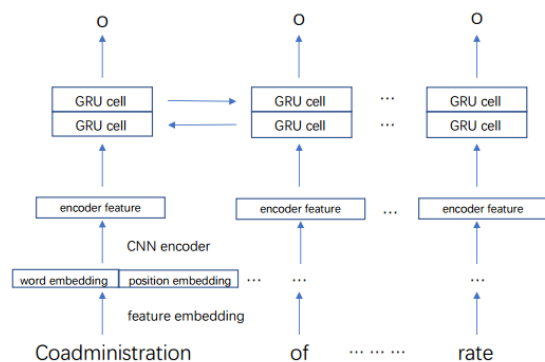 O O O
GRU cell GRU cell ... GRU cell
GRU cell GRU cell ... GRU cell
encoder feature encoder feature ... encoder feature
CNN encoder
word embedding position embedding ... ... ...
feature embedding
Coadministration of ... ... ... rate